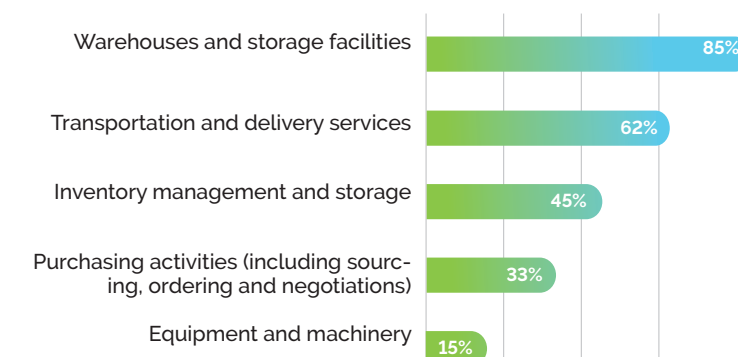 Warehouses and storage facilities
85%
Transportation and delivery services
62%
Inventory management and storage
45%
Purchasing activities (including sourc-
ing, ordering and negotiations)
33%
Equipment and machinery
15%